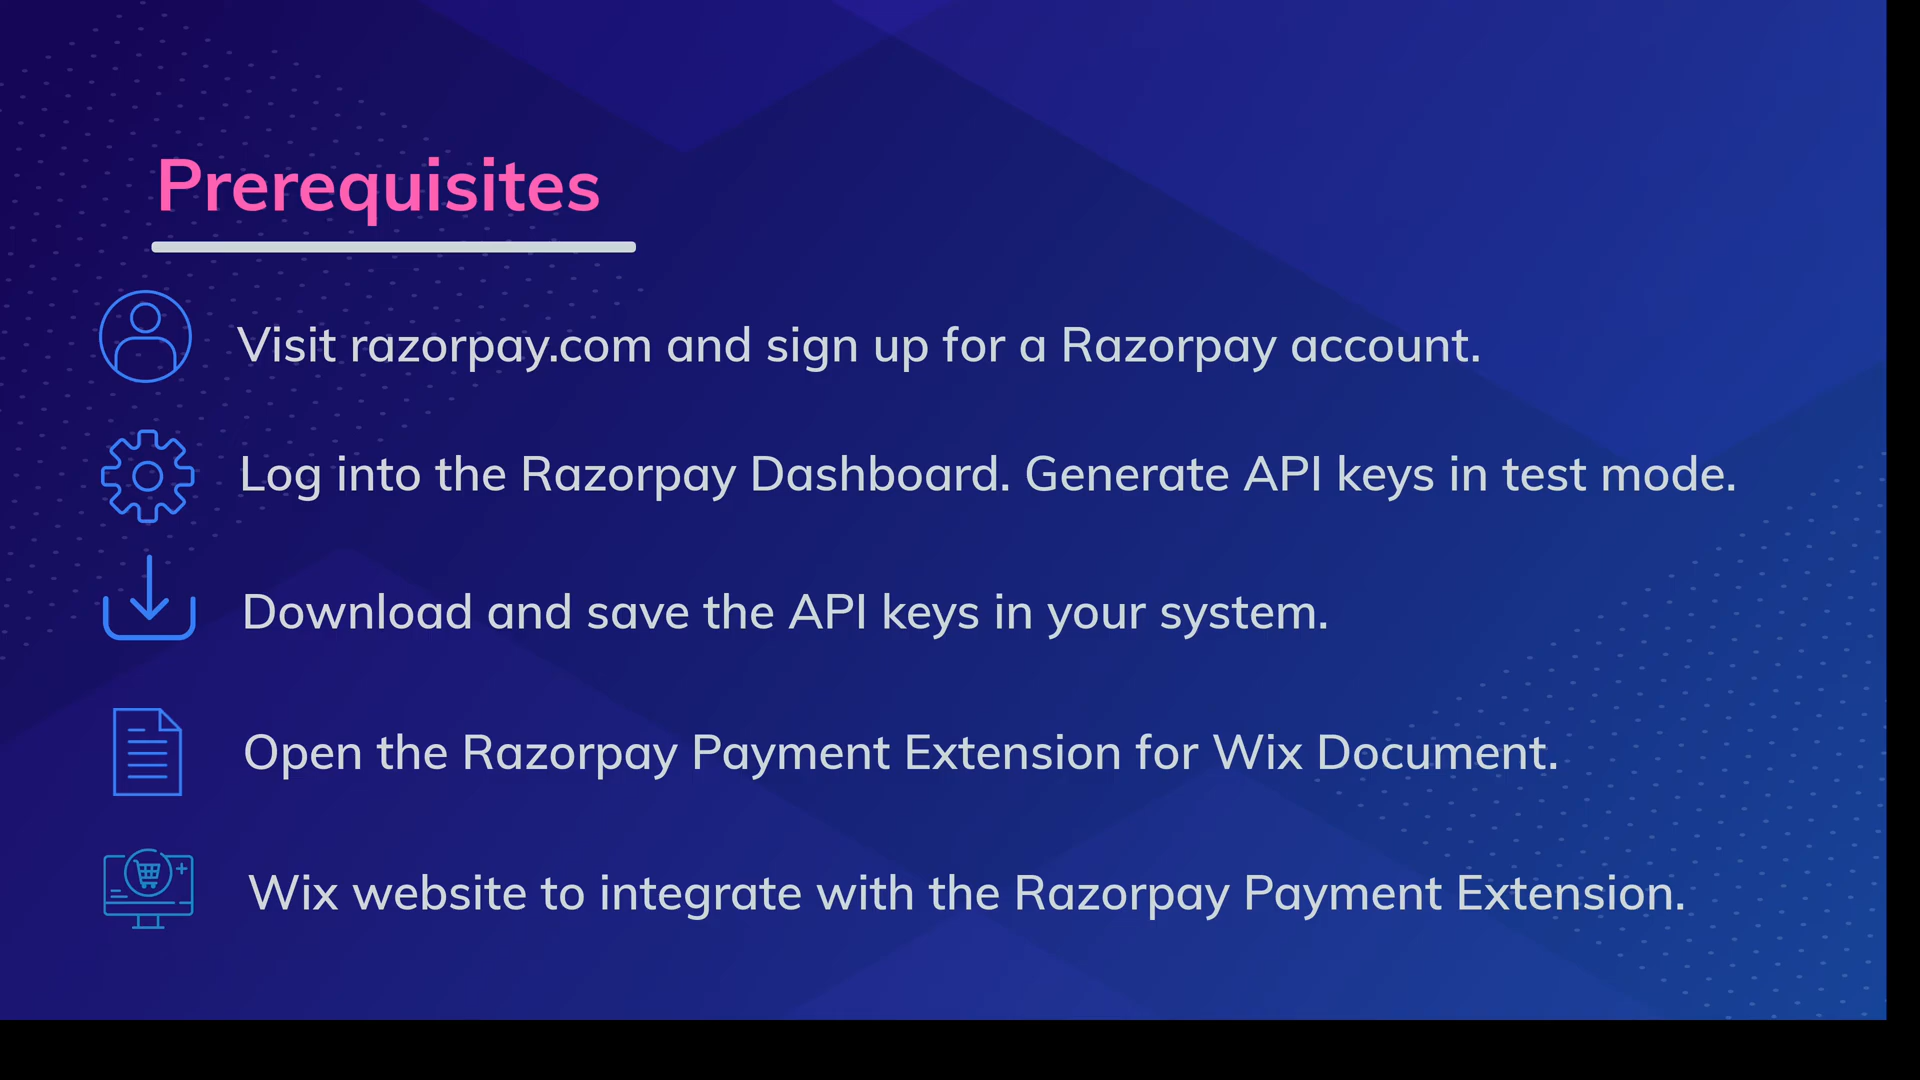 Prerequisites
Visit razorpay.com and sign up for a Razorpay account.
Log into the Razorpay Dashboard. Generate API keys in test mode.
Download and save the API keys in your system.
Open the Razorpay Payment Extension for Wix Document.
Wix website to integrate with the Razorpay Payment Extension.